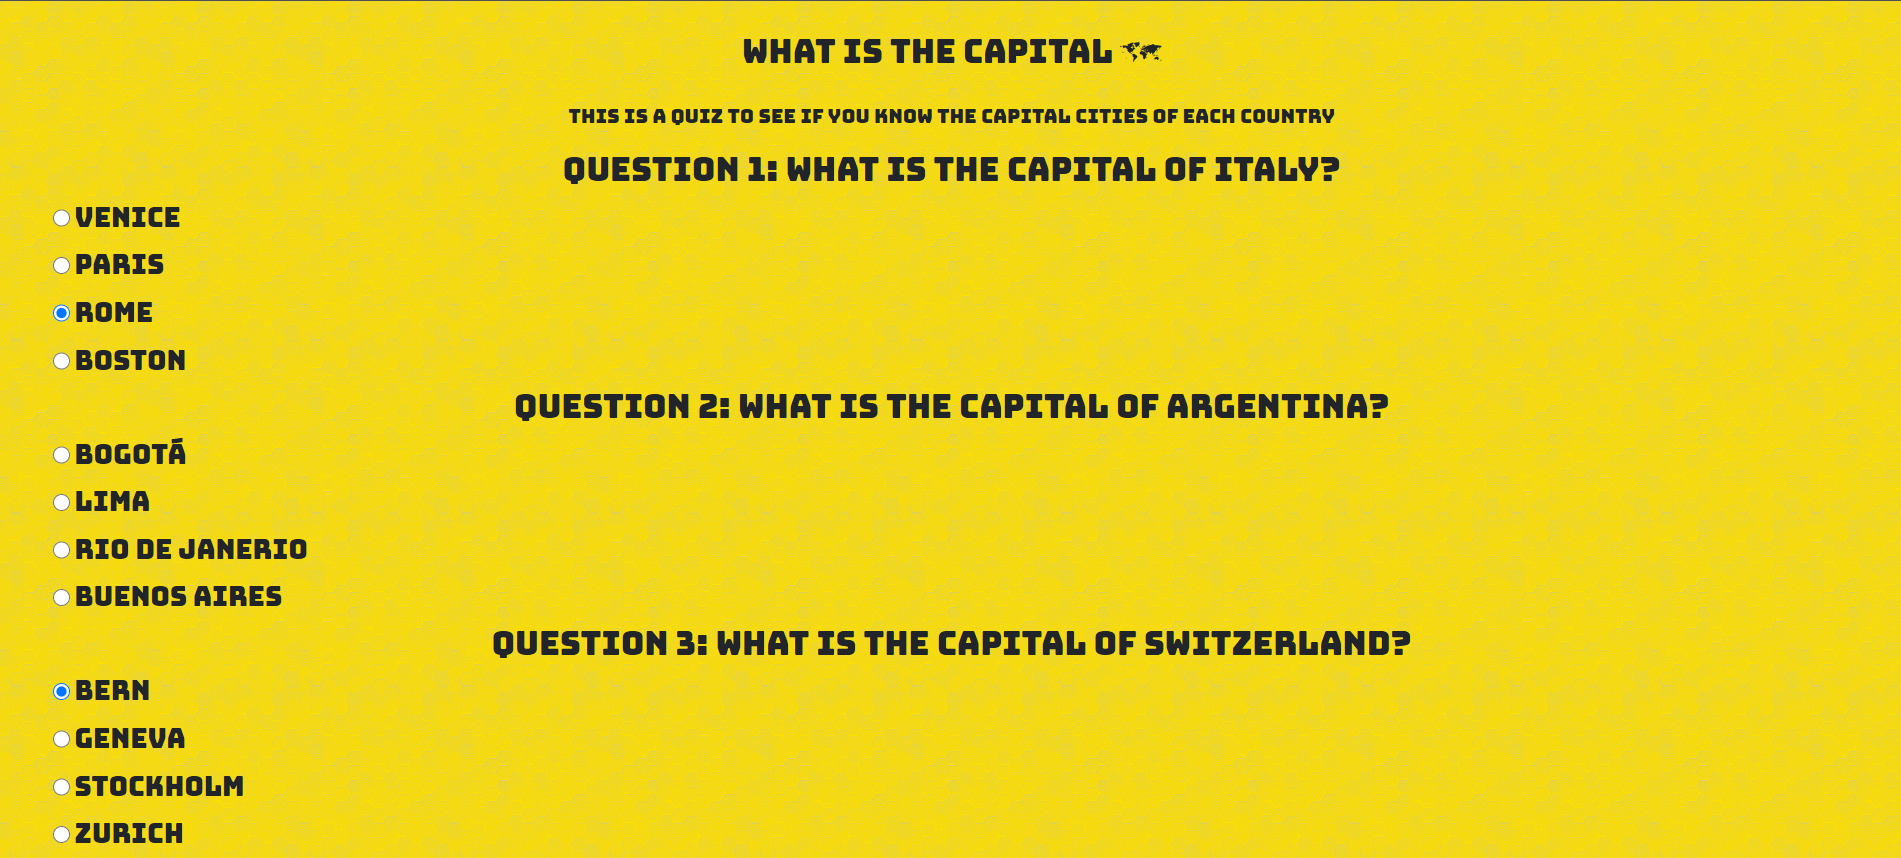 WHAT IS THE CAPITAL
THIS IS A QUIZ TO SEE IF YOU KNOW THE CAPITAL CITIES OF EACH COUNTRY
QUESTION 1: WHAT IS THE CAPITAL OF ITALY?
VENICE
PARIS
ROME
BOSTON
QUESTION 2: WHAT IS THE CAPITAL OF ARGENTINA?
BOGOTÁ
LIMA
RIO DE JANERIO
BUENOS AIRES
QUESTION 3: WHAT IS THE CAPITAL OF SWITZERLAND?
BERN
GENEVA
STOCKHOLM
ZURICH